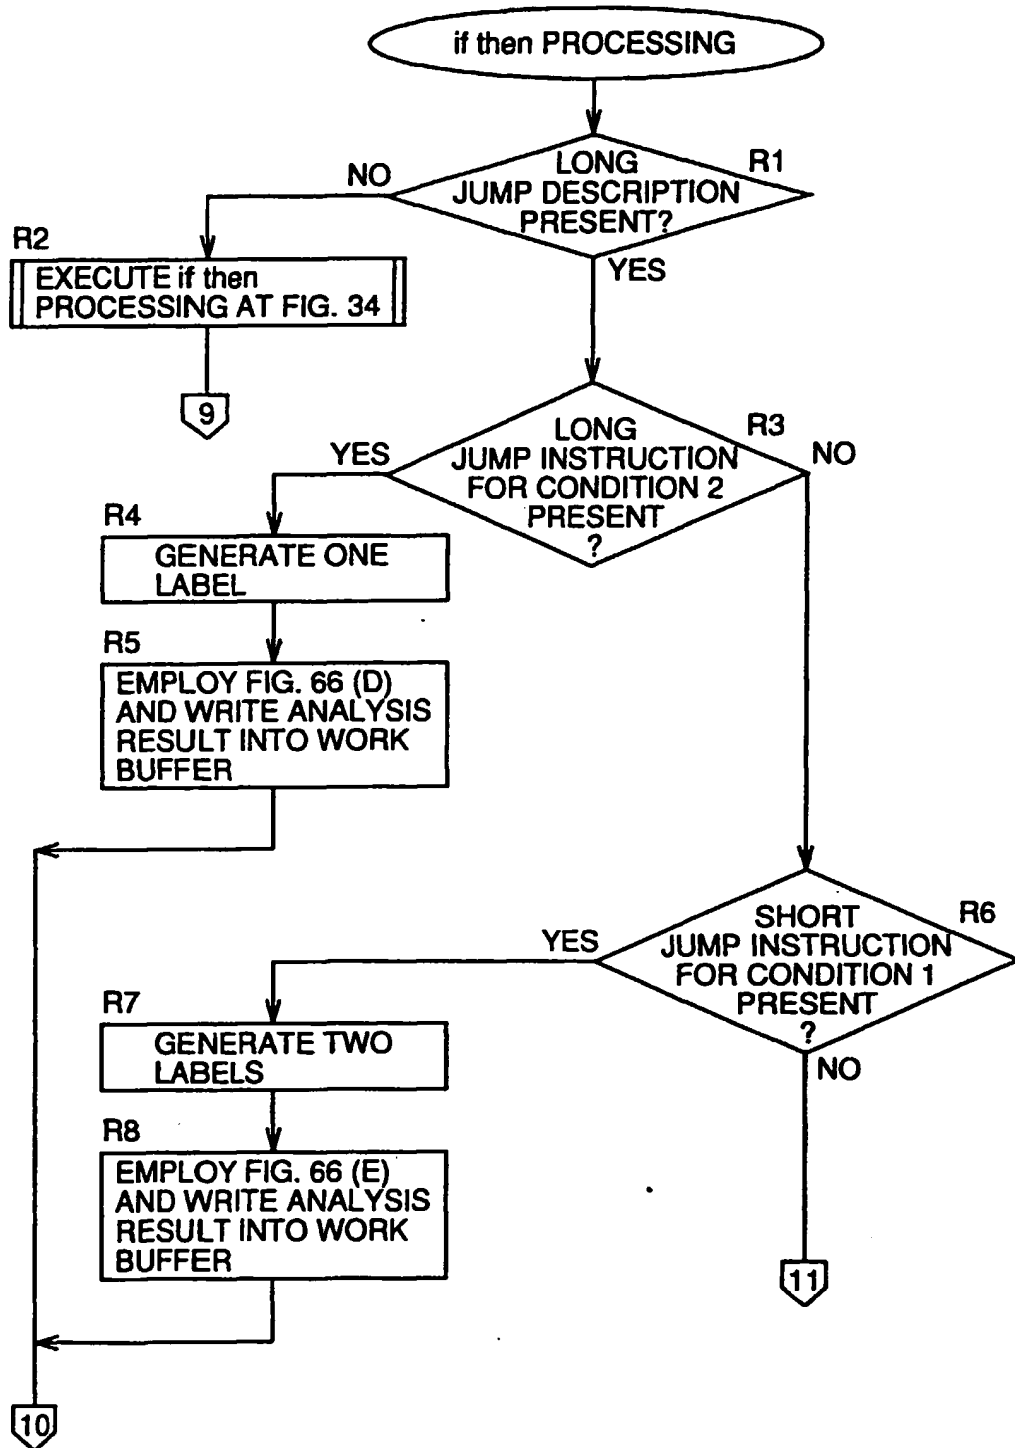 if then PROCESSING
LONG
JUMP DESCRIPTION
PRESENT?
R1
NO
YES
R2
EXECUTE if then
PROCESSING AT FIG. 34
9
LONG
JUMP INSTRUCTION
FOR CONDITION 2
PRESENT
?
R3
YES
NO
R4
GENERATE ONE
LABEL
R5
EMPLOY FIG. 66 (D)
AND WRITE ANALYSIS
RESULT INTO WORK
BUFFER
SHORT
JUMP INSTRUCTION
FOR CONDITION 1
PRESENT
?
R6
YES
NO
R7
GENERATE TWO
LABELS
R8
EMPLOY FIG. 66 (E)
AND WRITE ANALYSIS
RESULT INTO WORK
BUFFER
11
10